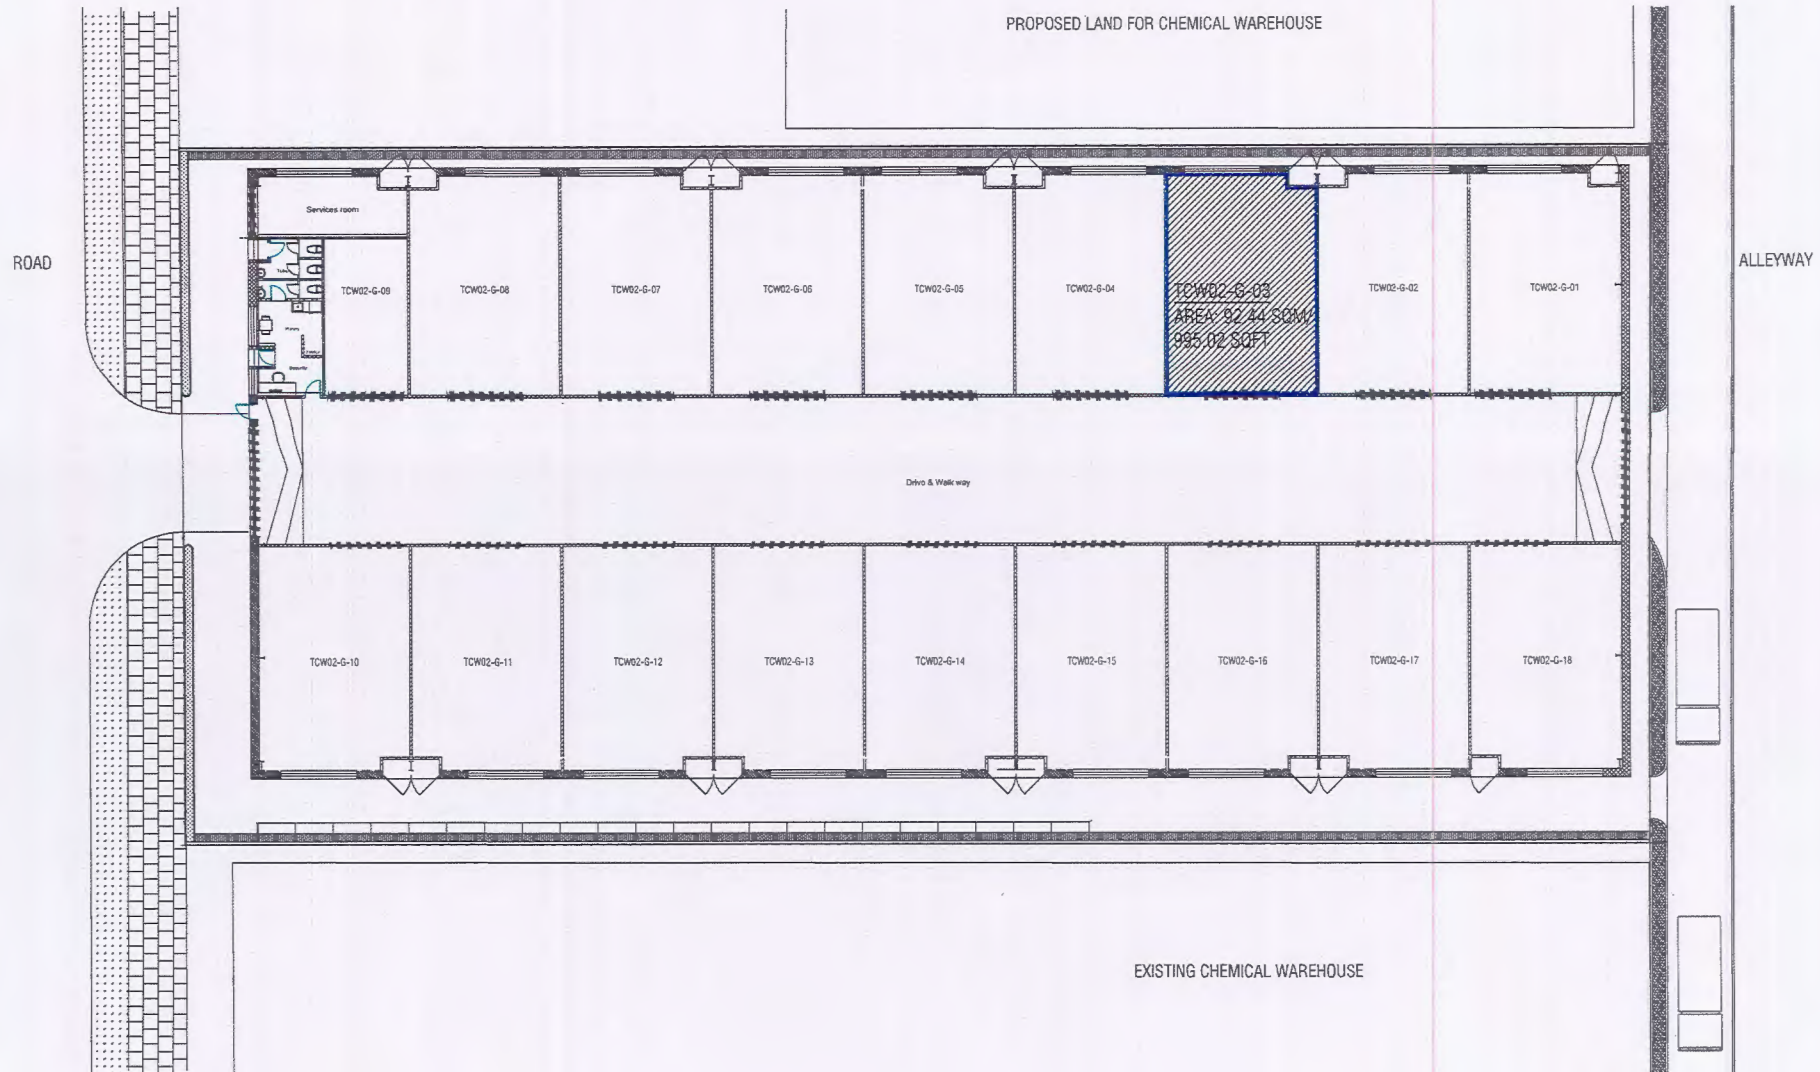 PROPOSED LAND FOR CHEMICAL WAREHOUSE
ROAD
ALLEYWAY
Services room
Toilet
TCW02-G-09
TCW02-G-08
TCW02-G-07
TCW02-G-06
TCW02-G-05
TCW02-G-04
TCW02-G-03
AREA: 92.44 SQM/
995.02 SQFT
TCW02-G-02
TCW02-G-01
Pantry
Security
Drive & Walk way
TCW02-G-10
TCW02-G-11
TCW02-G-12
TCW02-G-13
TCW02-G-14
TCW02-G-15
TCW02-G-16
TCW02-G-17
TCW02-G-18
EXISTING CHEMICAL WAREHOUSE